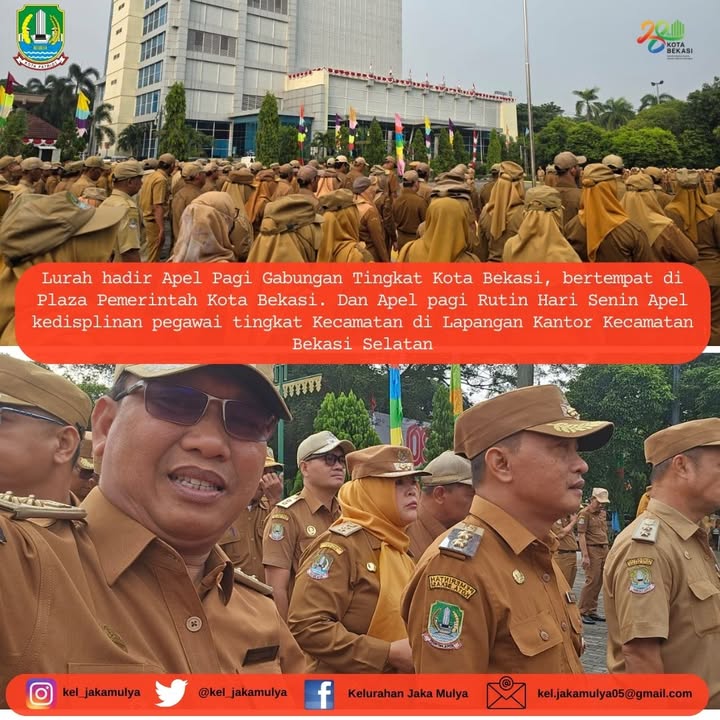 KOTA
BEKASI
Lurah hadir Apel Pagi Gabungan Tingkat Kota Bekasi, bertempat di
Plaza Pemerintah Kota Bekasi. Dan Apel pagi Rutin Hari Senin Apel
kedisplinan pegawai tingkat Kecamatan di Lapangan Kantor Kecamatan
Bekasi Selatan
kel_jakamulya @kel_jakamulya Kelurahan Jaka Mulya kel.jakamulya05@gmail.com